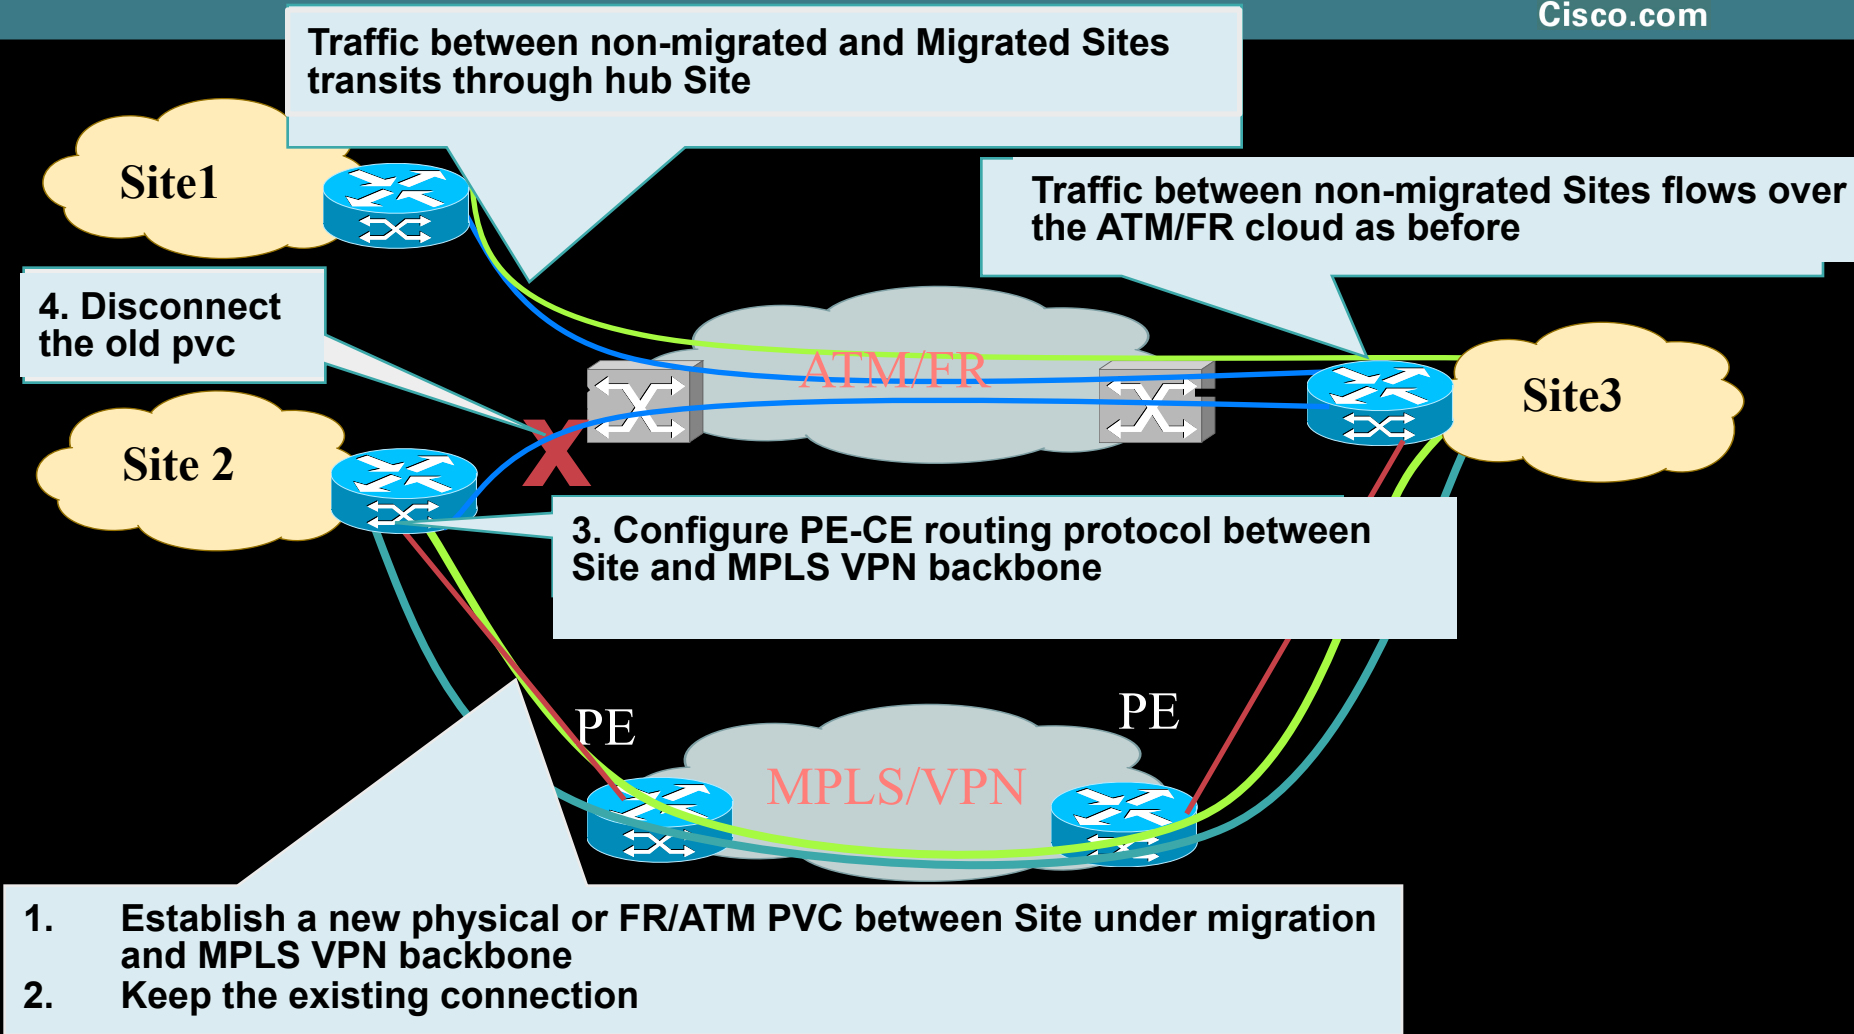 Cisco.com
Traffic between non-migrated and Migrated Sites
transits through hub Site
Site1
Traffic between non-migrated Sites flows over
the ATM/FR cloud as before
4. Disconnect
the old pvc
ATM/FR
Site3
Site 2
X
3. Configure PE-CE routing protocol between
Site and MPLS VPN backbone
PE
PE
MPLS/VPN
1. Establish a new physical or FR/ATM PVC between Site under migration
and MPLS VPN backbone
2. Keep the existing connection